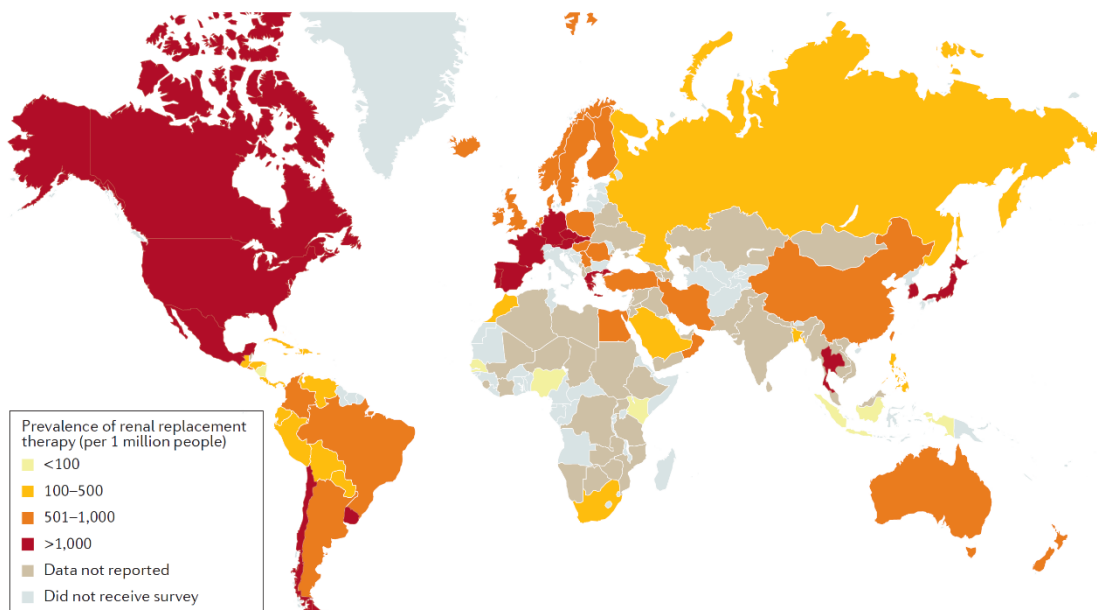 Prevalence of renal replacement
therapy (per 1 million people)
<100
100–500
501–1,000
>1,000
Data not reported
Did not receive survey